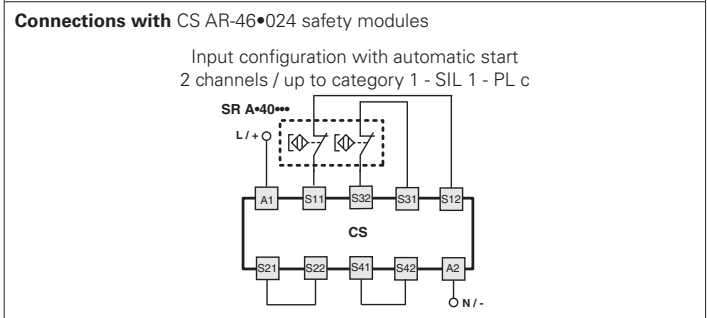 Connections with CS AR-46•024 safety modules
Input configuration with automatic start
2 channels / up to category 1 - SIL 1 - PL c
SR A•40•••
L / +
A1 S11 S32 S31 S12
CS
S21 S22 S41 S42 A2
N / -